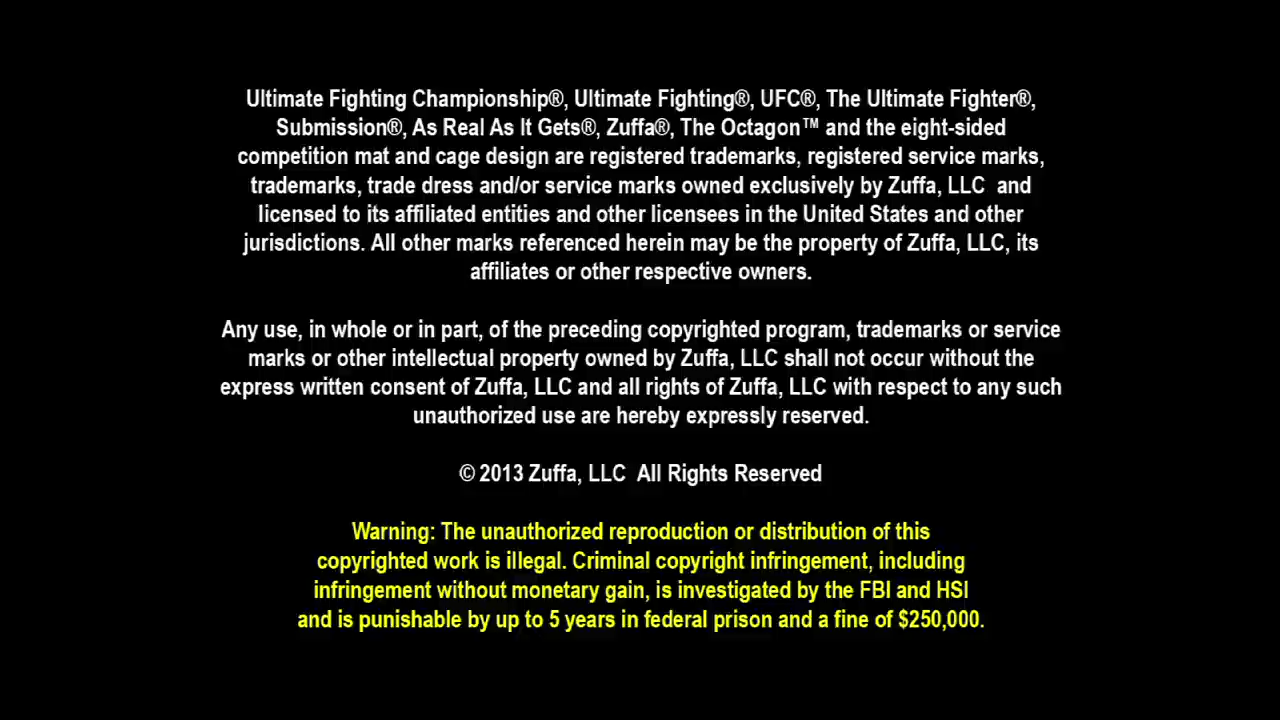 Ultimate Fighting Championship®, Ultimate Fighting®, UFC®, The Ultimate Fighter®,
Submission®, As Real As It Gets®, Zuffa®, The Octagon™ and the eight-sided
competition mat and cage design are registered trademarks, registered service marks,
trademarks, trade dress and/or service marks owned exclusively by Zuffa, LLC  and
licensed to its affiliated entities and other licensees in the United States and other
jurisdictions. All other marks referenced herein may be the property of Zuffa, LLC, its
affiliates or other respective owners.
Any use, in whole or in part, of the preceding copyrighted program, trademarks or service
marks or other intellectual property owned by Zuffa, LLC shall not occur without the
express written consent of Zuffa, LLC and all rights of Zuffa, LLC with respect to any such
unauthorized use are hereby expressly reserved.
© 2013 Zuffa, LLC  All Rights Reserved
Warning: The unauthorized reproduction or distribution of this
copyrighted work is illegal. Criminal copyright infringement, including
infringement without monetary gain, is investigated by the FBI and HSI
and is punishable by up to 5 years in federal prison and a fine of $250,000.